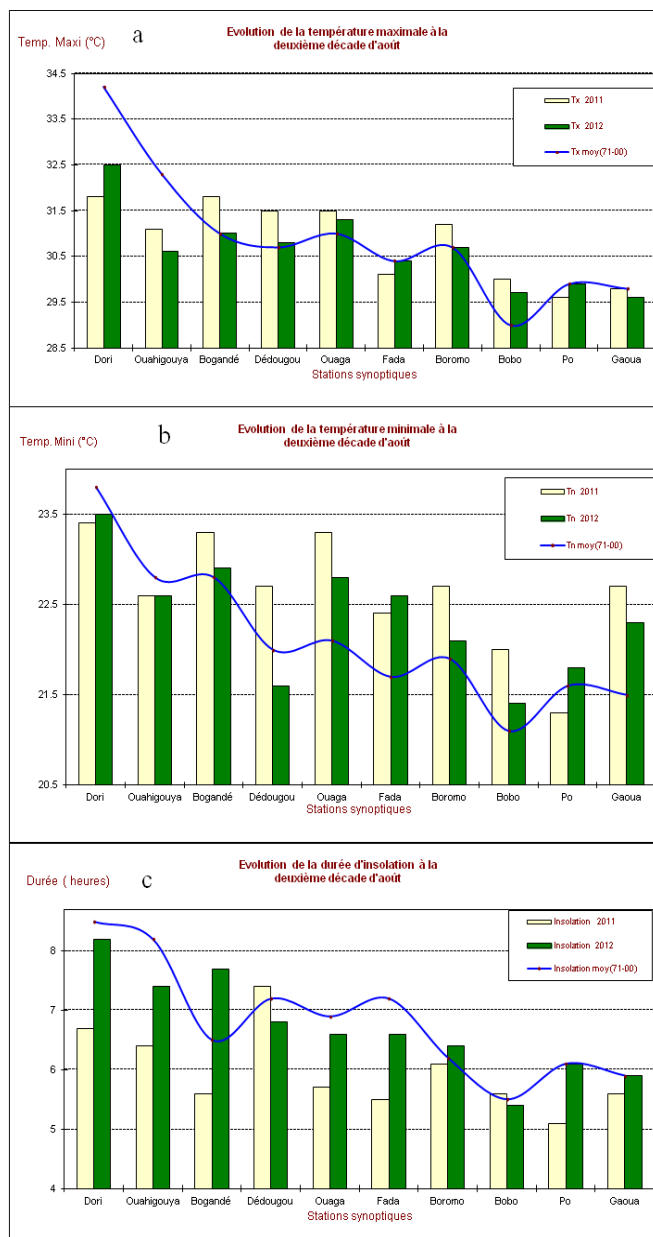 a
Evolution de la température maximale à la
deuxième décade d'août
Temp. Maxi (°C)
34.5
33.5
32.5
31.5
30.5
29.5
28.5
Tx 2011
Tx 2012
Tx moy(71-00)
Dori Ouahigouya Bogandé Dédougou Ouaga Fada Boromo Bobo Po Gaoua
Stations synoptiques
b
Evolution de la température minimale à la
deuxième décade d'août
Temp. Mini (°C)
23.5
22.5
21.5
20.5
Tn 2011
Tn 2012
Tn moy(71-00)
Dori Ouahigouya Bogandé Dédougou Ouaga Fada Boromo Bobo Po Gaoua
Stations synoptiques
c
Evolution de la durée d'insolation à la
deuxième décade d'août
Durée ( heures)
8
7
6
5
4
Insolation 2011
Insolation 2012
Insolation moy(71-00)
Dori Ouahigouya Bogandé Dédougou Ouaga Fada Boromo Bobo Po Gaoua
Stations synoptiques